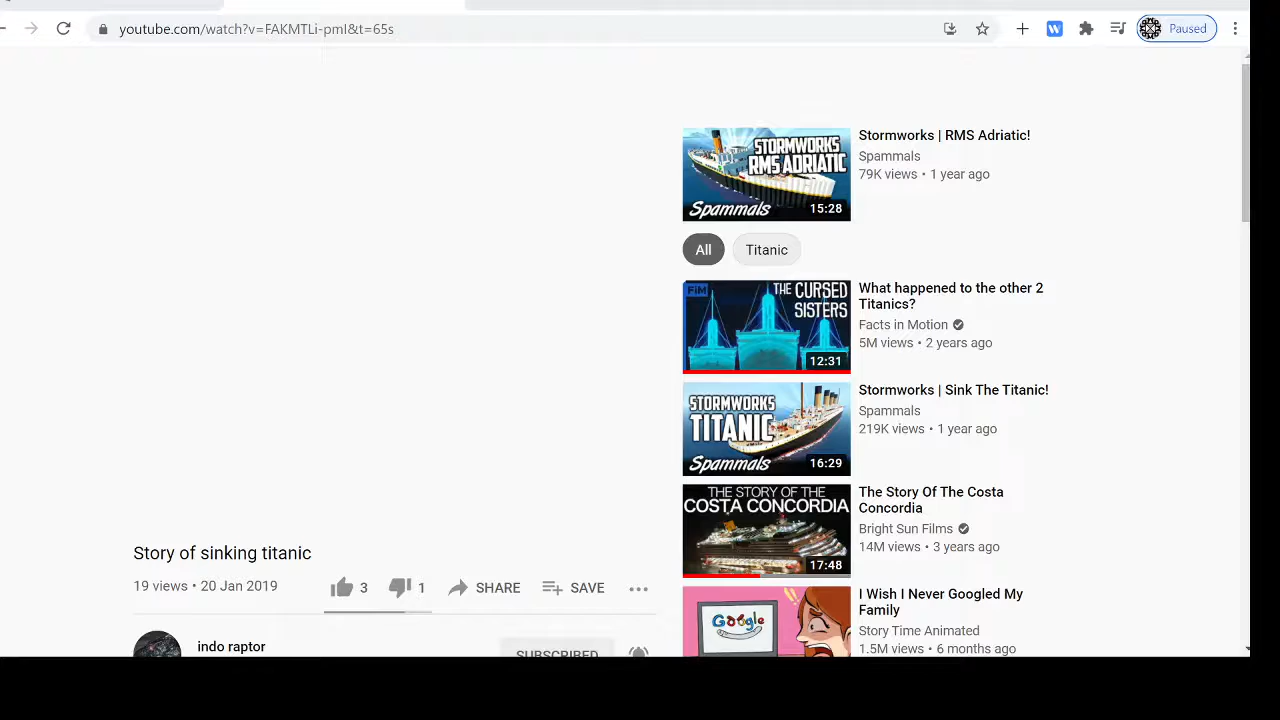 youtube.com/watch?v=FAKMTLi-pmI&t=65s
Paused
STORMWORKS
RMS ADRIATIC
Spammals
15:28
Stormworks | RMS Adriatic!
Spammals
79K views • 1 year ago
All
Titanic
FiM
THE CURSED
SISTERS
12:31
What happened to the other 2
Titanics?
Facts in Motion
5M views • 2 years ago
STORMWORKS
TITANIC
Spammals
16:29
Stormworks | Sink The Titanic!
Spammals
219K views • 1 year ago
THE STORY OF THE
COSTA CONCORDIA
17:48
The Story Of The Costa
Concordia
Bright Sun Films
14M views • 3 years ago
Google
I Wish I Never Googled My
Family
Story Time Animated
1.5M views • 6 months ago
Story of sinking titanic
19 views • 20 Jan 2019
3
1
SHARE
SAVE
indo raptor
SUBSCRIBED